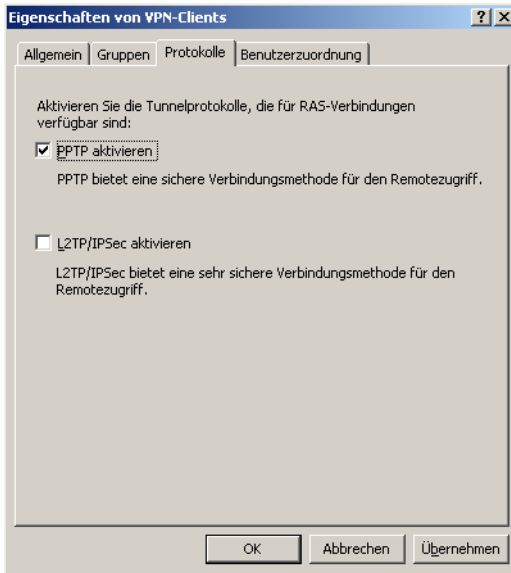 Eigenschaften von VPN-Clients
Allgemein Gruppen Protokolle Benutzerzuordnung
Aktivieren Sie die Tunnelprotokolle, die für RAS-Verbindungen
verfügbar sind:
PPTP aktivieren
PPTP bietet eine sichere Verbindungsmethode für den Remotezugriff.
L2TP/IPSec aktivieren
L2TP/IPSec bietet eine sehr sichere Verbindungsmethode für den
Remotezugriff.
OK Abbrechen Übernehmen